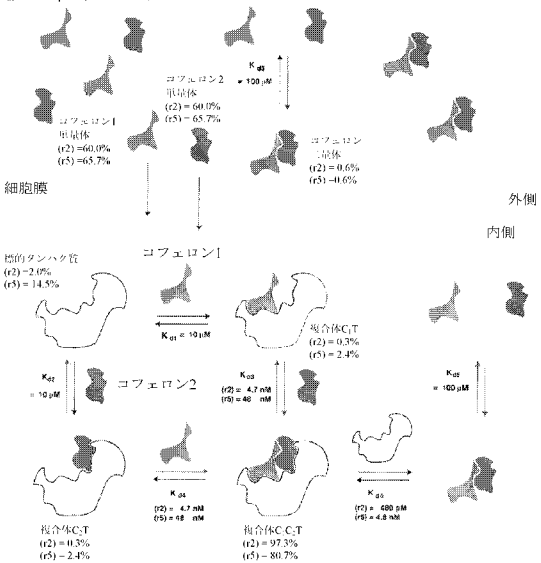 K d5
= 100 μM
コフェロン2
単量体
(r2) = 60.0%
(r5) = 65.7%
コフェロン1
単量体
(r2) =60.0%
(r5) =65.7%
コフェロン
二量体
(r2) = 0.6%
(r5) =0.6%
細胞膜
外側
内側
標的タンパク質
(r2) =2.0%
(r5) = 14.5%
コフェロン1
K d1 = 10 μM
複合体C1T
(r2) = 0.3%
(r5) = 2.4%
K d2
= 10 μM
コフェロン2
K d3
(r2) = 4.7 nM
(r5) = 48 nM
K d5
= 100 μM
K d4
(r2) = 4.7 nM
(r5) = 48 nM
(r2) = 480 pM
(r5) = 4.8 nM
複合体C2T
(r2) = 0.3%
(r5) = 2.4%
複合体C1C2T
(r2) = 97.3%
(r5) = 80.7%